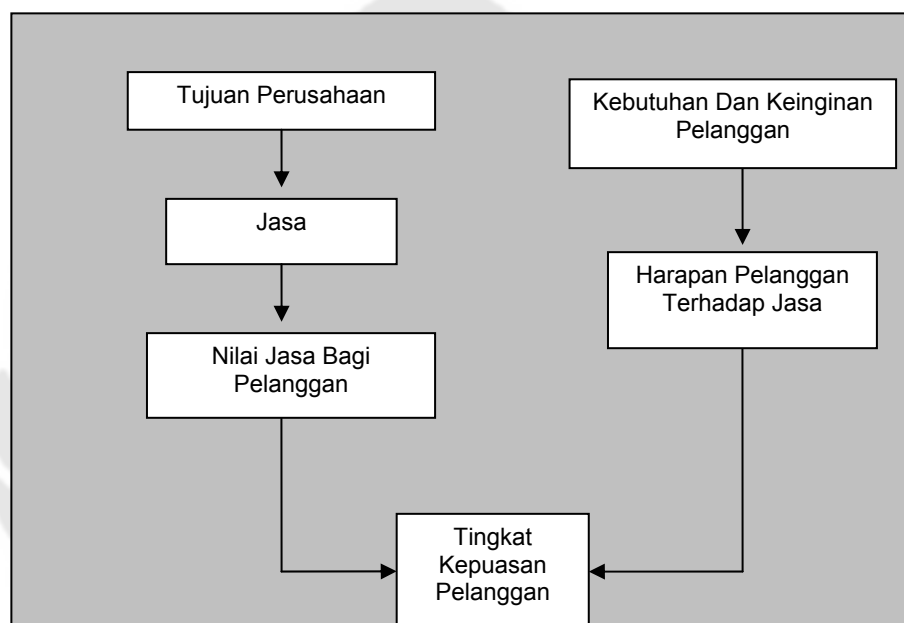 Tujuan Perusahaan
Kebutuhan Dan Keinginan
Pelanggan
Jasa
Harapan Pelanggan
Terhadap Jasa
Nilai Jasa Bagi
Pelanggan
Tingkat
Kepuasan
Pelanggan